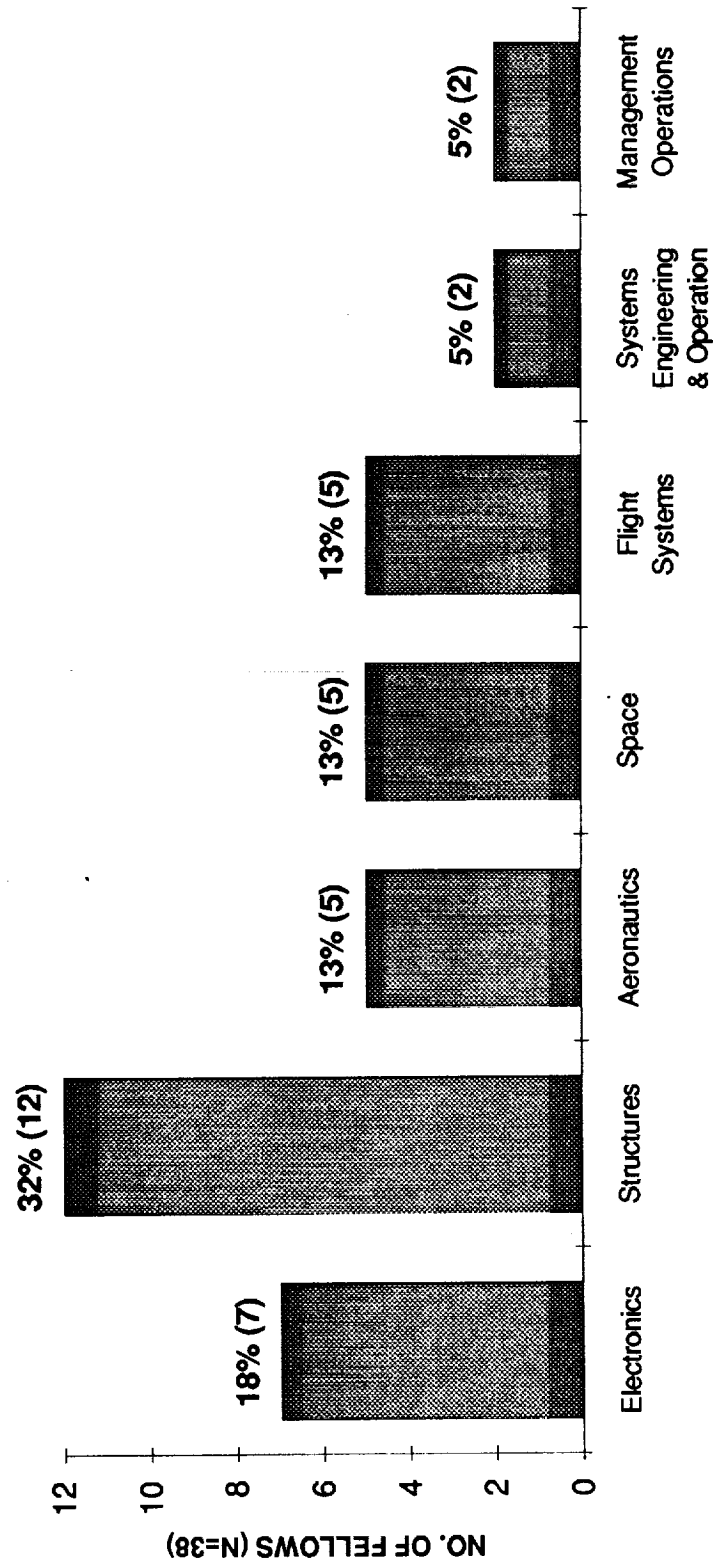 NO. OF FELLOWS (N=38)
12
10
8
6
4
2
0
18% (7)
32% (12)
13% (5)
13% (5)
13% (5)
5% (2)
5% (2)
Electronics
Structures
Aeronautics
Space
Flight
Systems
Systems
Engineering
& Operation
Management
Operations